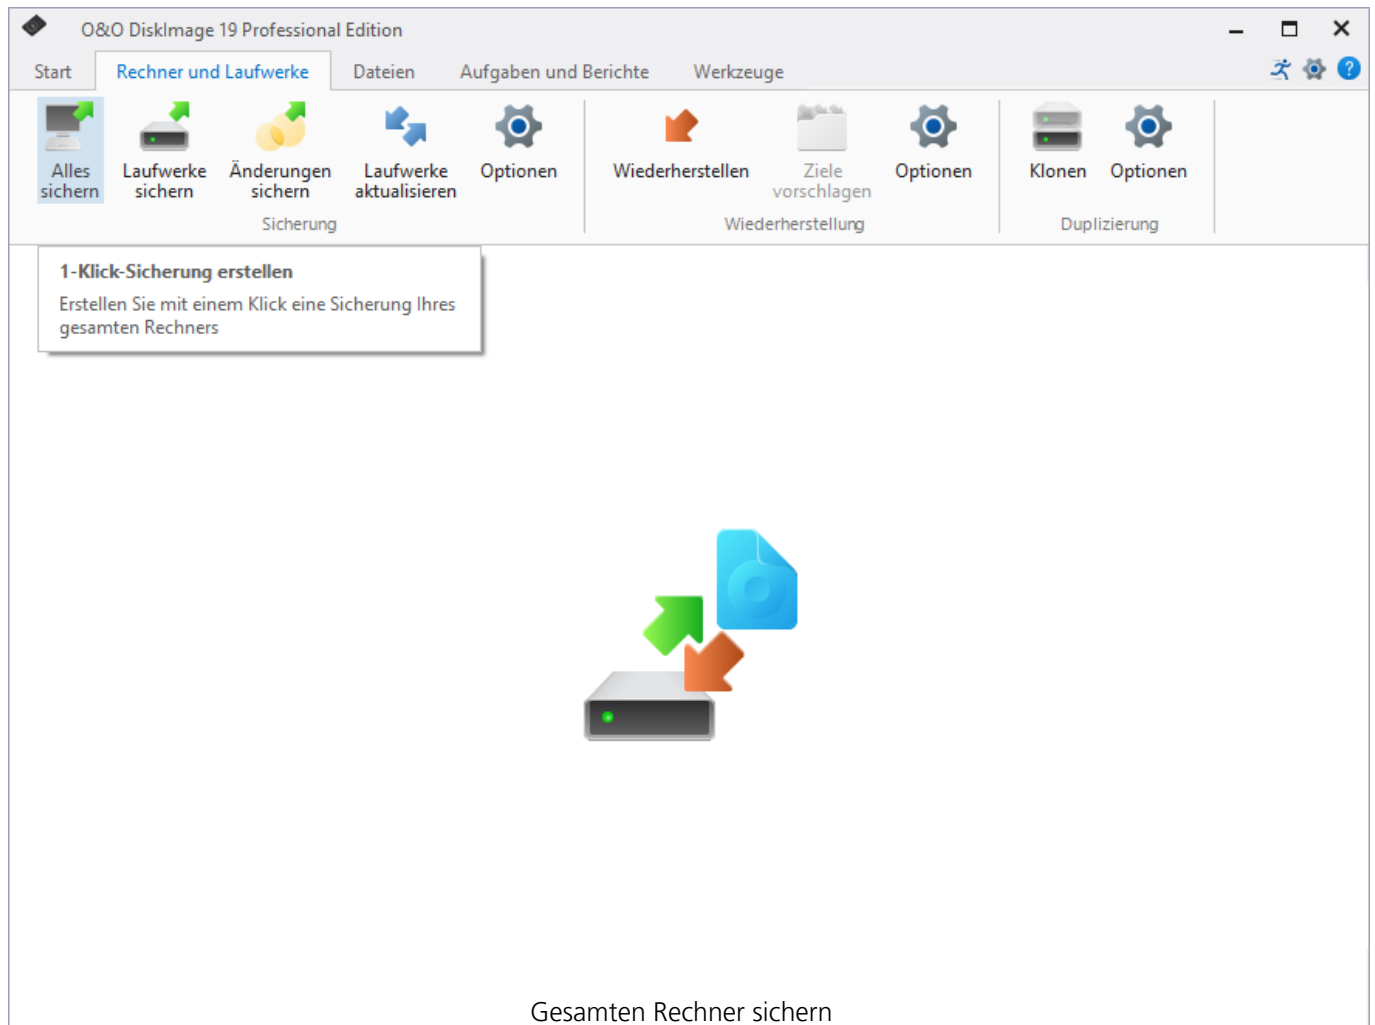 O&O DiskImage 19 Professional Edition
Start Rechner und Laufwerke Dateien Aufgaben und Berichte Werkzeuge
Alles sichern
Laufwerke sichern
Änderungen sichern
Laufwerke aktualisieren
Optionen
Wiederherstellen
Ziele vorschlagen
Optionen
Klonen
Optionen
Sicherung
Wiederherstellung
Duplizierung
1-Klick-Sicherung erstellen
Erstellen Sie mit einem Klick eine Sicherung Ihres
gesamten Rechners
Gesamten Rechner sichern